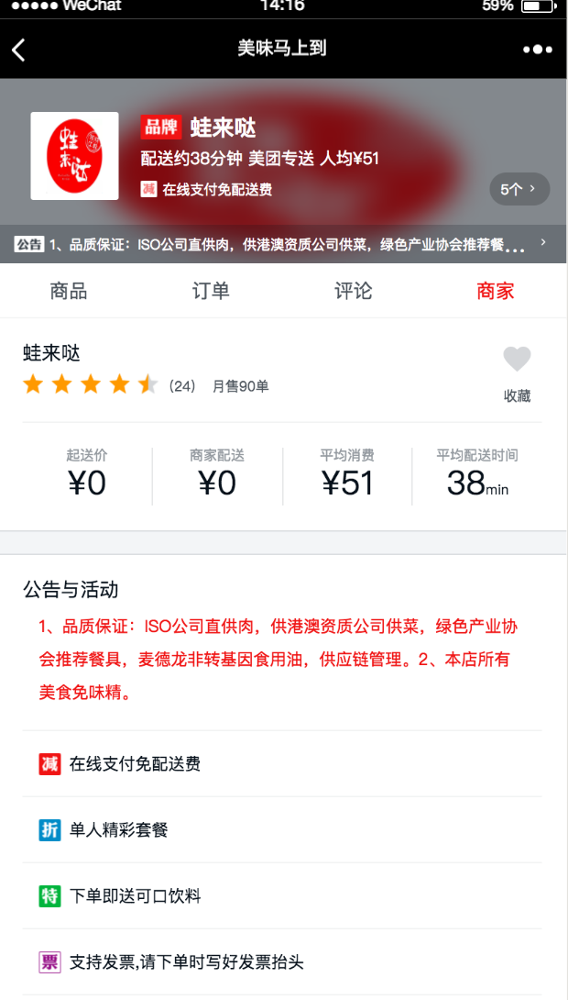 WeChat 14:16 59%
美味马上到
蛙来哒
品牌 蛙来哒
配送约38分钟 美团专送 人均¥51
减 在线支付免配送费
5个
公告 1、品质保证：ISO公司直供肉，供港澳资质公司供菜，绿色产业协会推荐餐...
商品 订单 评论 商家
蛙来哒
(24) 月售90单
收藏
起送价 商家配送 平均消费 平均配送时间
¥0 ¥0 ¥51 38min
公告与活动
1、品质保证：ISO公司直供肉，供港澳资质公司供菜，绿色产业协
会推荐餐具，麦德龙非转基因食用油，供应链管理。2、本店所有
美食免味精。
减 在线支付免配送费
折 单人精彩套餐
特 下单即送可口饮料
票 支持发票,请下单时写好发票抬头